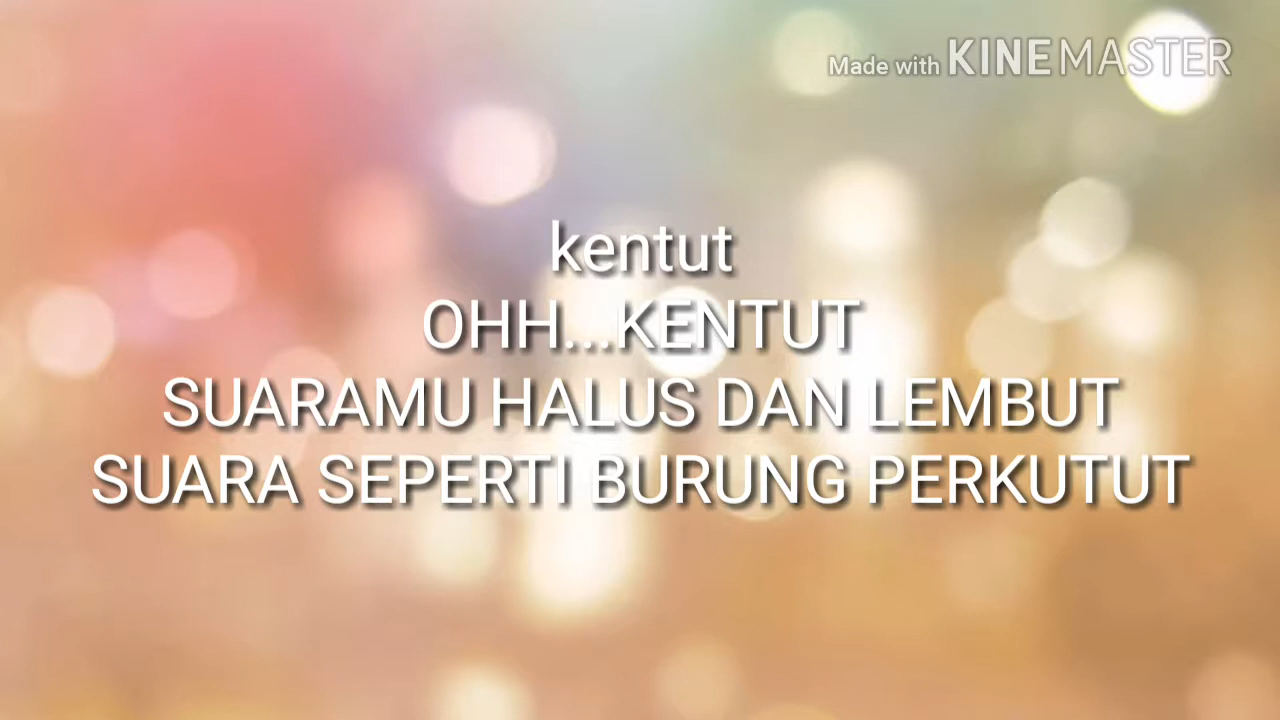 Made with KINEMASTER
kentut
OHH...KENTUT
SUARAMU HALUS DAN LEMBUT
SUARA SEPERTI BURUNG PERKUTUT